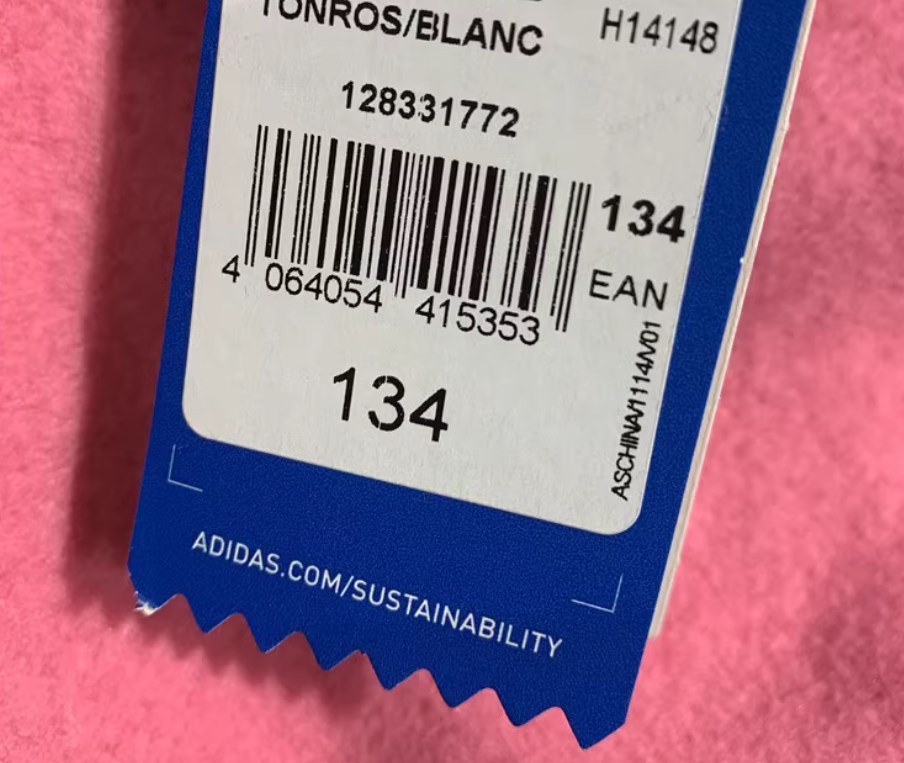 TONROS/BLANC H14148
128331772
134
EAN
4 064054 415353
134
ASCHINA/1114/V01
ADIDAS.COM/SUSTAINABILITY